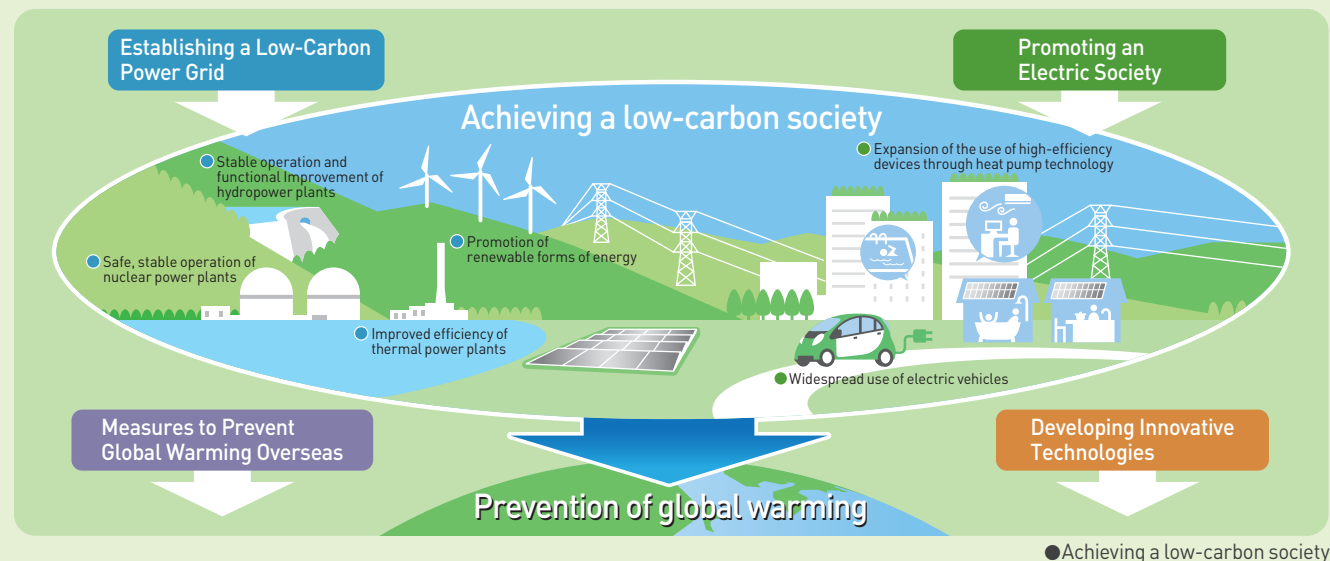 Establishing a Low-Carbon
Power Grid
Promoting an
Electric Society
Achieving a low-carbon society
Stable operation and
functional Improvement of
hydropower plants
Expansion of the use of high-efficiency
devices through heat pump technology
Promotion of
renewable forms of energy
Safe, stable operation of
nuclear power plants
Improved efficiency of
thermal power plants
Widespread use of electric vehicles
Measures to Prevent
Global Warming Overseas
Developing Innovative
Technologies
Prevention of global warming
●Achieving a low-carbon society